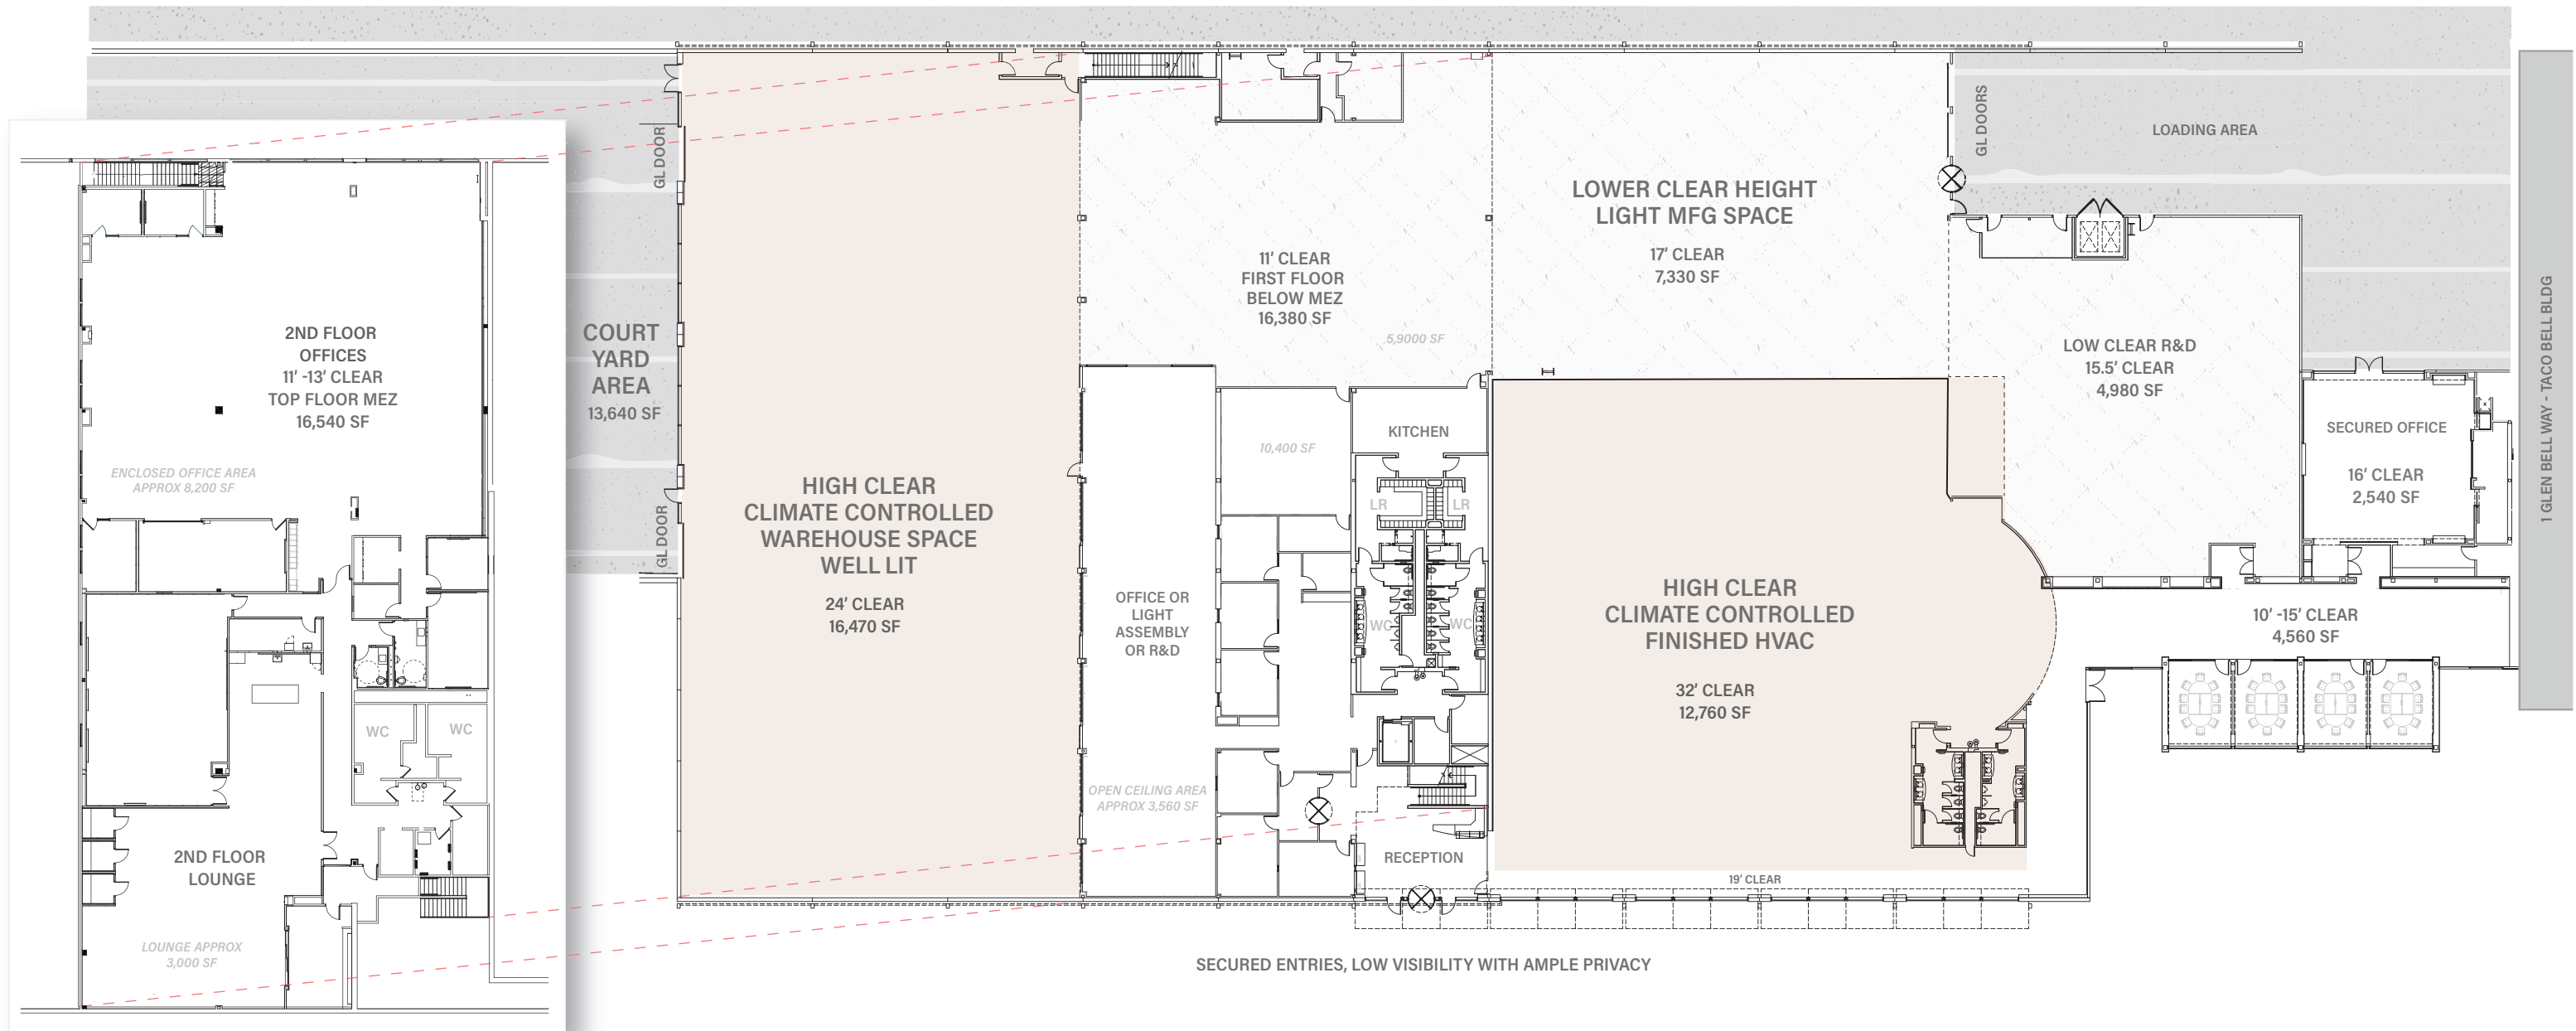 2ND FLOOR
OFFICES
11' -13' CLEAR
TOP FLOOR MEZ
16,540 SF
ENCLOSED OFFICE AREA
APPROX 8,200 SF
WC
WC
2ND FLOOR
LOUNGE
LOUNGE APPROX
3,000 SF
GL DOOR
COURT
YARD
AREA
13,640 SF
GL DOOR
HIGH CLEAR
CLIMATE CONTROLLED
WAREHOUSE SPACE
WELL LIT
24' CLEAR
16,470 SF
11' CLEAR
FIRST FLOOR
BELOW MEZ
16,380 SF
5,9000 SF
OFFICE OR
LIGHT
ASSEMBLY
OR R&D
OPEN CEILING AREA
APPROX 3,560 SF
10,400 SF
KITCHEN
LR
LR
WC
WC
RECEPTION
LOWER CLEAR HEIGHT
LIGHT MFG SPACE
17' CLEAR
7,330 SF
HIGH CLEAR
CLIMATE CONTROLLED
FINISHED HVAC
32' CLEAR
12,760 SF
19' CLEAR
GL DOORS
LOADING AREA
LOW CLEAR R&D
15.5' CLEAR
4,980 SF
SECURED OFFICE
16' CLEAR
2,540 SF
10' -15' CLEAR
4,560 SF
1 GLEN BELL WAY - TACO BELL BLDG
SECURED ENTRIES, LOW VISIBILITY WITH AMPLE PRIVACY